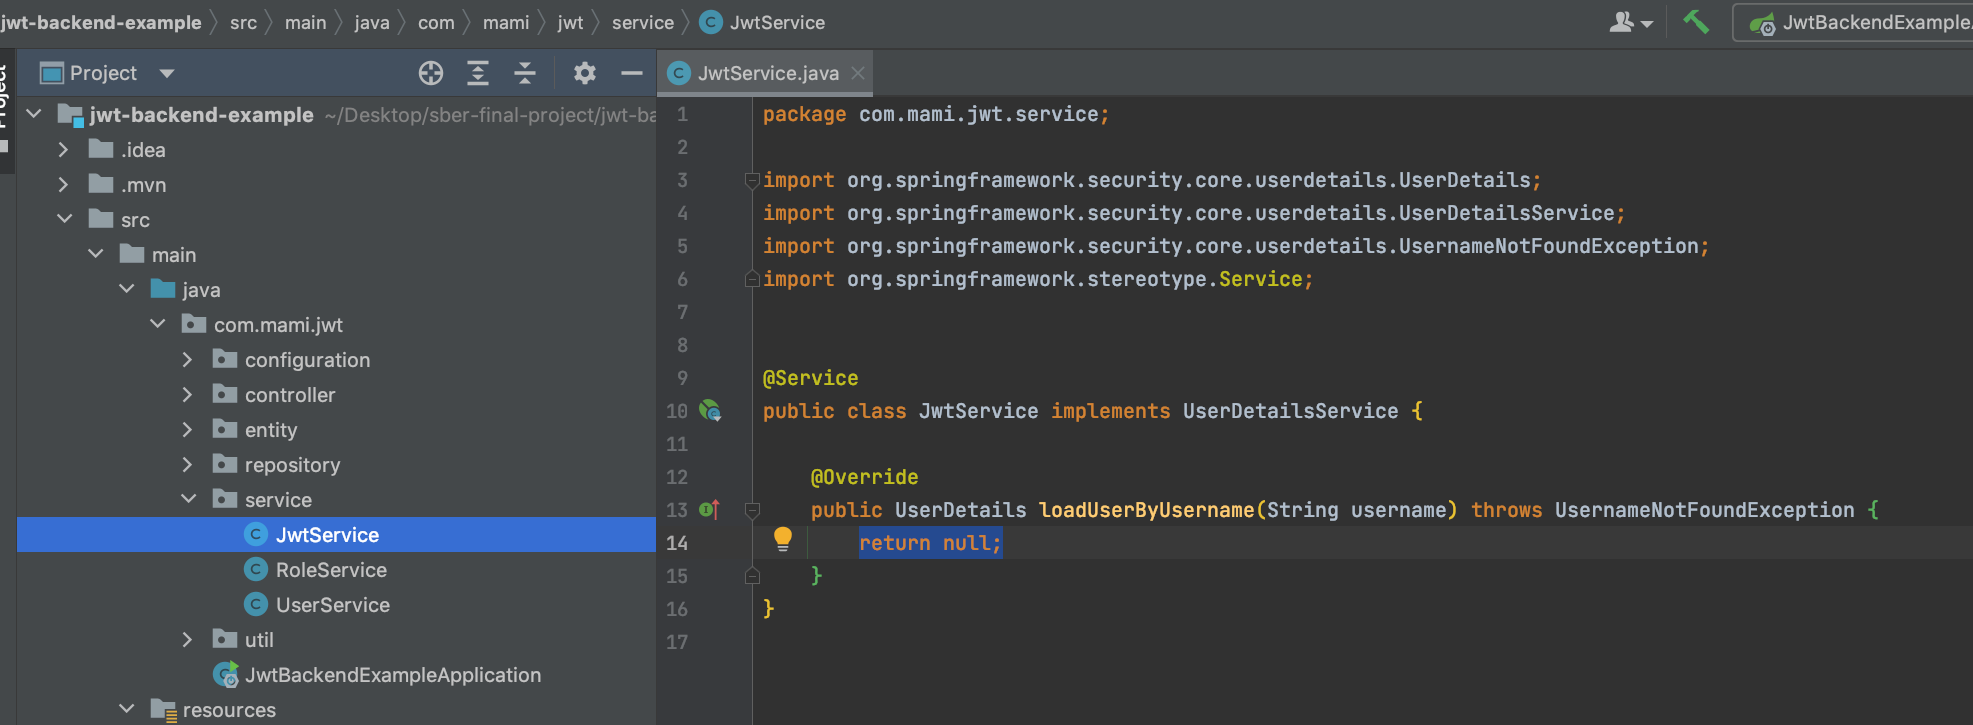 jwt-backend-example src main java com mami jwt service JwtService
JwtBackendExample
Project
Project
jwt-backend-example ~/Desktop/sber-final-project/jwt-ba
.idea
.mvn
src
main
java
com.mami.jwt
configuration
controller
entity
repository
service
JwtService
RoleService
UserService
util
JwtBackendExampleApplication
resources
JwtService.java
1 package com.mami.jwt.service;
2
3 import org.springframework.security.core.userdetails.UserDetails;
4 import org.springframework.security.core.userdetails.UserDetailsService;
5 import org.springframework.security.core.userdetails.UsernameNotFoundException;
6 import org.springframework.stereotype.Service;
7
8
9 @Service
10 public class JwtService implements UserDetailsService {
11
12 @Override
13 public UserDetails loadUserByUsername(String username) throws UsernameNotFoundException {
14 return null;
15 }
16 }
17